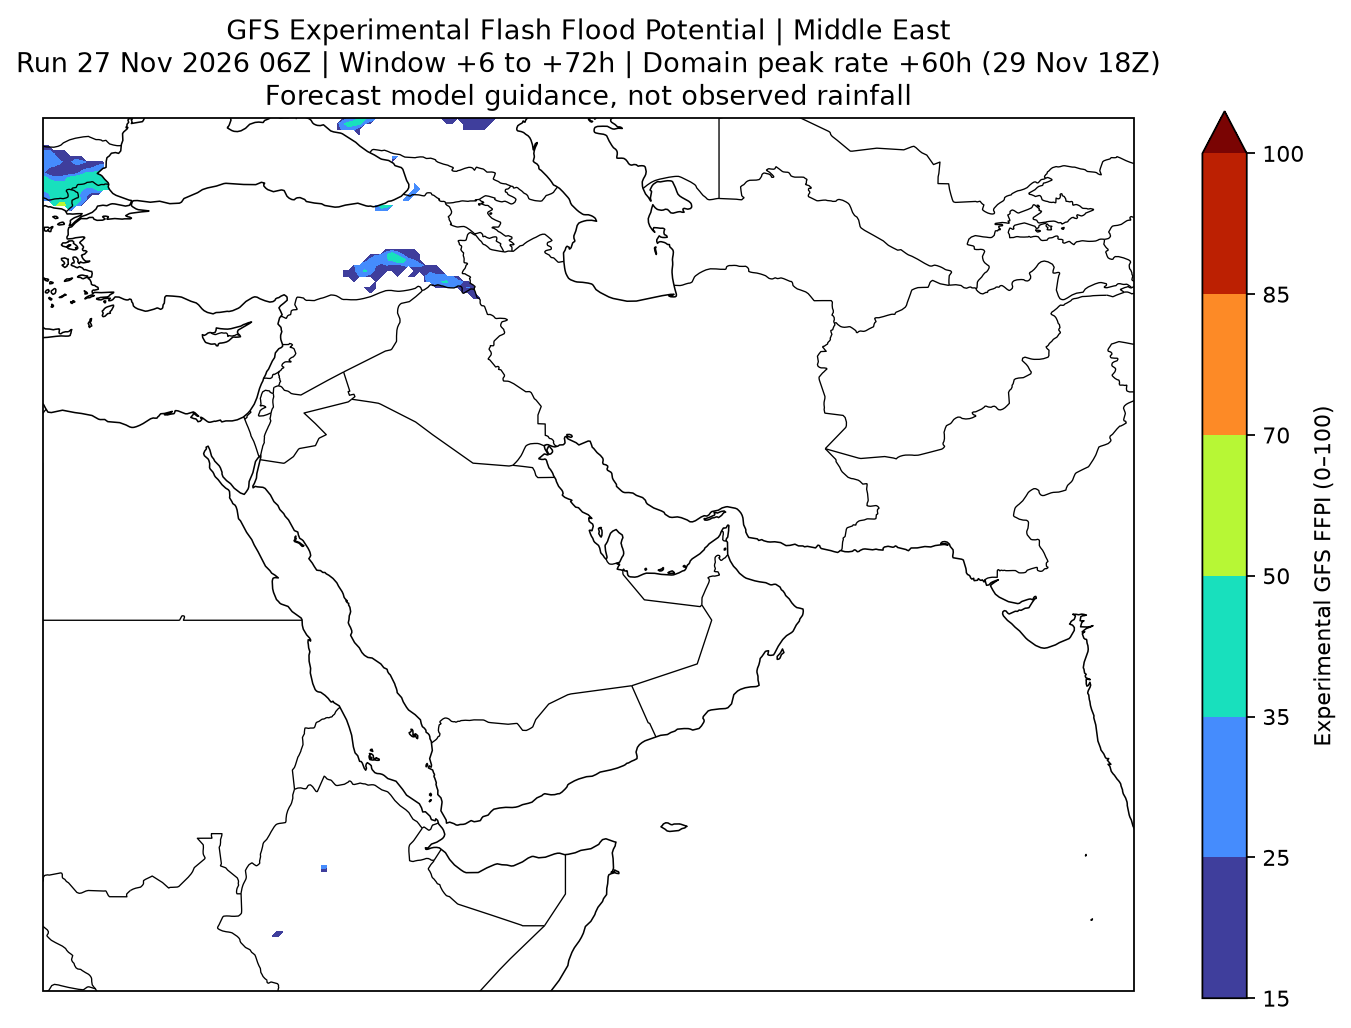 GFS Experimental Flash Flood Potential | Middle East
Run 27 Nov 2026 06Z | Window +6 to +72h | Domain peak rate +60h (29 Nov 18Z)
Forecast model guidance, not observed rainfall
100
85
70
50
35
25
15
Experimental GFS FFPI (0–100)